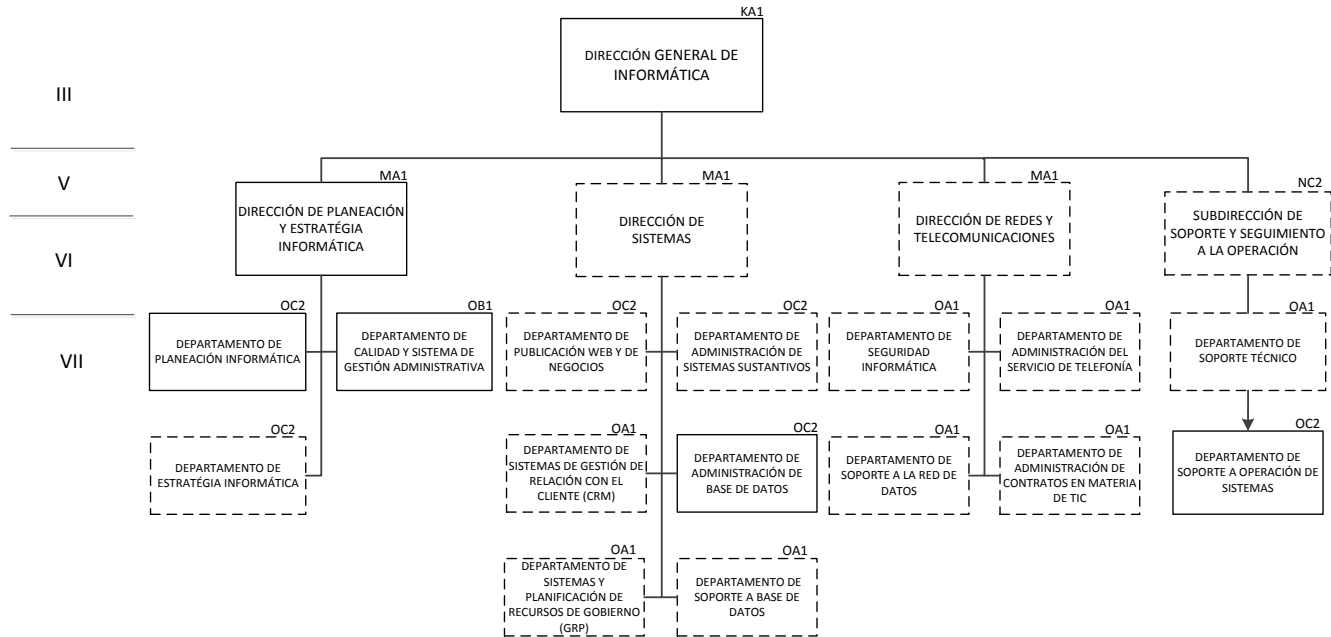 KA1
DIRECCIÓN GENERAL DE
INFORMÁTICA
III
V
VI
VII
MA1
DIRECCIÓN DE PLANEACIÓN
Y ESTRATÉGIA
INFORMÁTICA
MA1
DIRECCIÓN DE
SISTEMAS
MA1
DIRECCIÓN DE REDES Y
TELECOMUNICACIONES
NC2
SUBDIRECCIÓN DE
SOPORTE Y SEGUIMIENTO
A LA OPERACIÓN
OC2
DEPARTAMENTO DE
PLANEACIÓN INFORMÁTICA
OB1
DEPARTAMENTO DE
CALIDAD Y SISTEMA DE
GESTIÓN ADMINISTRATIVA
OC2
DEPARTAMENTO DE
PUBLICACIÓN WEB Y DE
NEGOCIOS
OC2
DEPARTAMENTO DE
ADMINISTRACIÓN DE
SISTEMAS SUSTANTIVOS
OA1
DEPARTAMENTO DE
SEGURIDAD
INFORMÁTICA
OA1
DEPARTAMENTO DE
ADMINISTRACIÓN DEL
SERVICIO DE TELEFONÍA
OA1
DEPARTAMENTO DE
SOPORTE TÉCNICO
OC2
DEPARTAMENTO DE
ESTRATÉGIA INFORMÁTICA
OA1
DEPARTAMENTO DE
SISTEMAS DE GESTIÓN DE
RELACIÓN CON EL
CLIENTE (CRM)
OC2
DEPARTAMENTO DE
ADMINISTRACIÓN DE
BASE DE DATOS
OA1
DEPARTAMENTO DE
SOPORTE A LA RED DE
DATOS
OA1
DEPARTAMENTO DE
ADMINISTRACIÓN DE
CONTRATOS EN MATERIA
DE TIC
OC2
DEPARTAMENTO DE
SOPORTE A OPERACIÓN DE
SISTEMAS
OA1
DEPARTAMENTO DE
SISTEMAS Y
PLANIFICACIÓN DE
RECURSOS DE GOBIERNO
(GRP)
OA1
DEPARTAMENTO DE
SOPORTE A BASE DE
DATOS